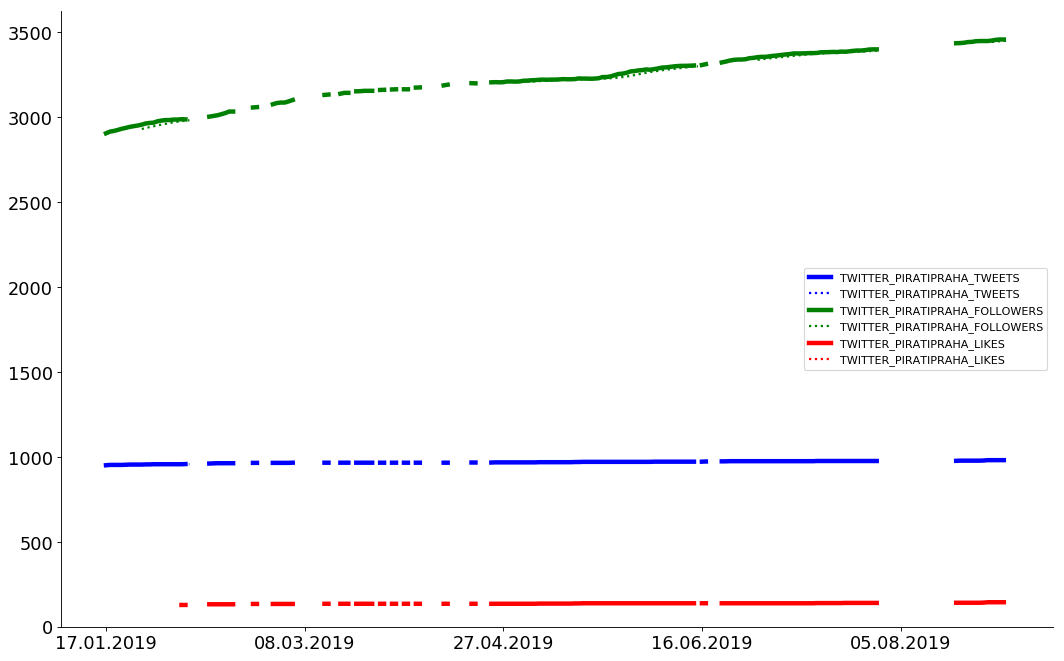 3500
3000
2500
2000
1500
1000
500
0
TWITTER_PIRATIPRAHA_TWEETS
TWITTER_PIRATIPRAHA_TWEETS
TWITTER_PIRATIPRAHA_FOLLOWERS
TWITTER_PIRATIPRAHA_FOLLOWERS
TWITTER_PIRATIPRAHA_LIKES
TWITTER_PIRATIPRAHA_LIKES
17.01.2019 08.03.2019 27.04.2019 16.06.2019 05.08.2019